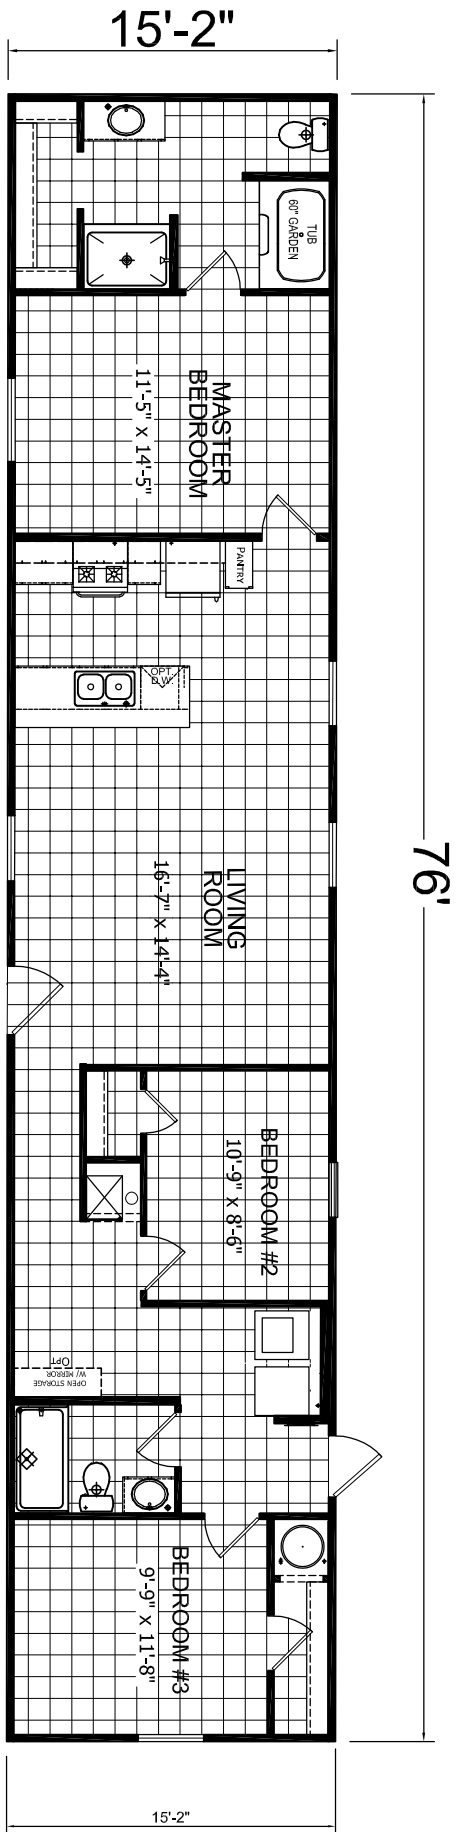 15'-2"
76'
TUB
60" GARDEN
MASTER
BEDROOM
11'-5" x 14'-5"
PANTRY
OPT.
D.W.
LIVING
ROOM
16'-7" x 14'-4"
BEDROOM #2
10'-9" x 8'-6"
OPEN STORAGE
W/ MIRROR
OPT
BEDROOM #3
9'-9" x 11'-8"
15'-2"